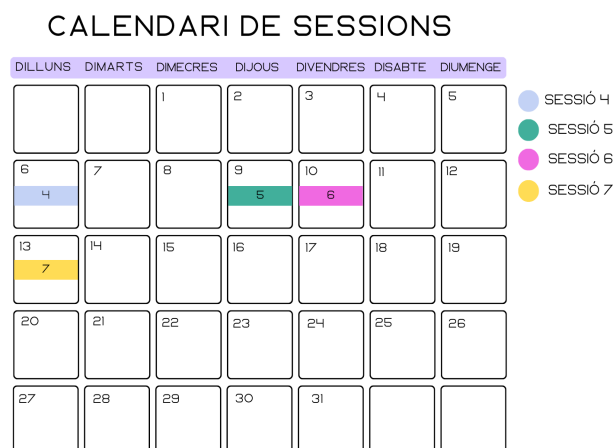 CALENDARI DE SESSIONS
DILLUNS DIMARTS DIMECRES DIJOUS DIVENDRES DISABTE DIUMENGE
1 2 3 4 5
SESSIÓ 4
SESSIÓ 5
SESSIÓ 6
SESSIÓ 7
6 7 8 9 10 11 12
4 5 6
13 14 15 16 17 18 19
7
20 21 22 23 24 25 26
27 28 29 30 31